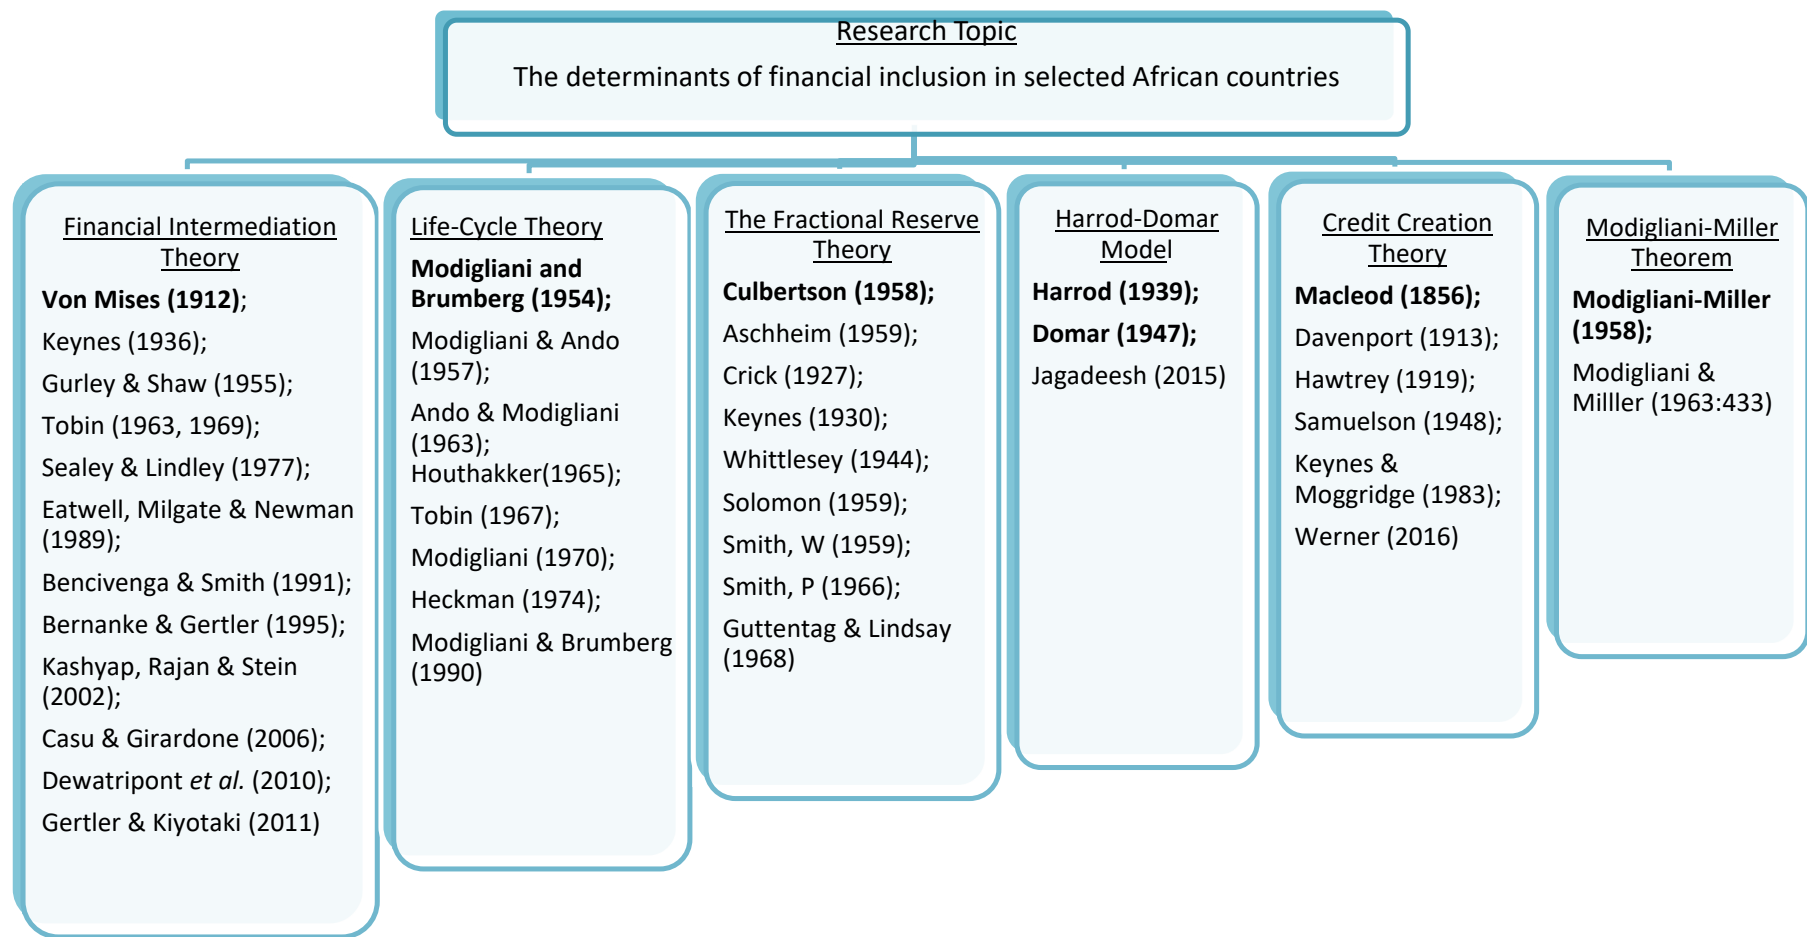 Research Topic
The determinants of financial inclusion in selected African countries
Financial Intermediation
Theory
Von Mises (1912);
Keynes (1936);
Gurley & Shaw (1955);
Tobin (1963, 1969);
Sealey & Lindley (1977);
Eatwell, Milgate & Newman
(1989);
Bencivenga & Smith (1991);
Bernanke & Gertler (1995);
Kashyap, Rajan & Stein
(2002);
Casu & Girardone (2006);
Dewatripont et al. (2010);
Gertler & Kiyotaki (2011)
Life-Cycle Theory
Modigliani and
Brumberg (1954);
Modigliani & Ando
(1957);
Ando & Modigliani
(1963);
Houthakker(1965);
Tobin (1967);
Modigliani (1970);
Heckman (1974);
Modigliani & Brumberg
(1990)
The Fractional Reserve
Theory
Culbertson (1958);
Aschheim (1959);
Crick (1927);
Keynes (1930);
Whittlesey (1944);
Solomon (1959);
Smith, W (1959);
Smith, P (1966);
Guttentag & Lindsay
(1968)
Harrod-Domar
Model
Harrod (1939);
Domar (1947);
Jagadeesh (2015)
Credit Creation
Theory
Macleod (1856);
Davenport (1913);
Hawtrey (1919);
Samuelson (1948);
Keynes &
Moggridge (1983);
Werner (2016)
Modigliani-Miller
Theorem
Modigliani-Miller
(1958);
Modigliani &
Milller (1963:433)